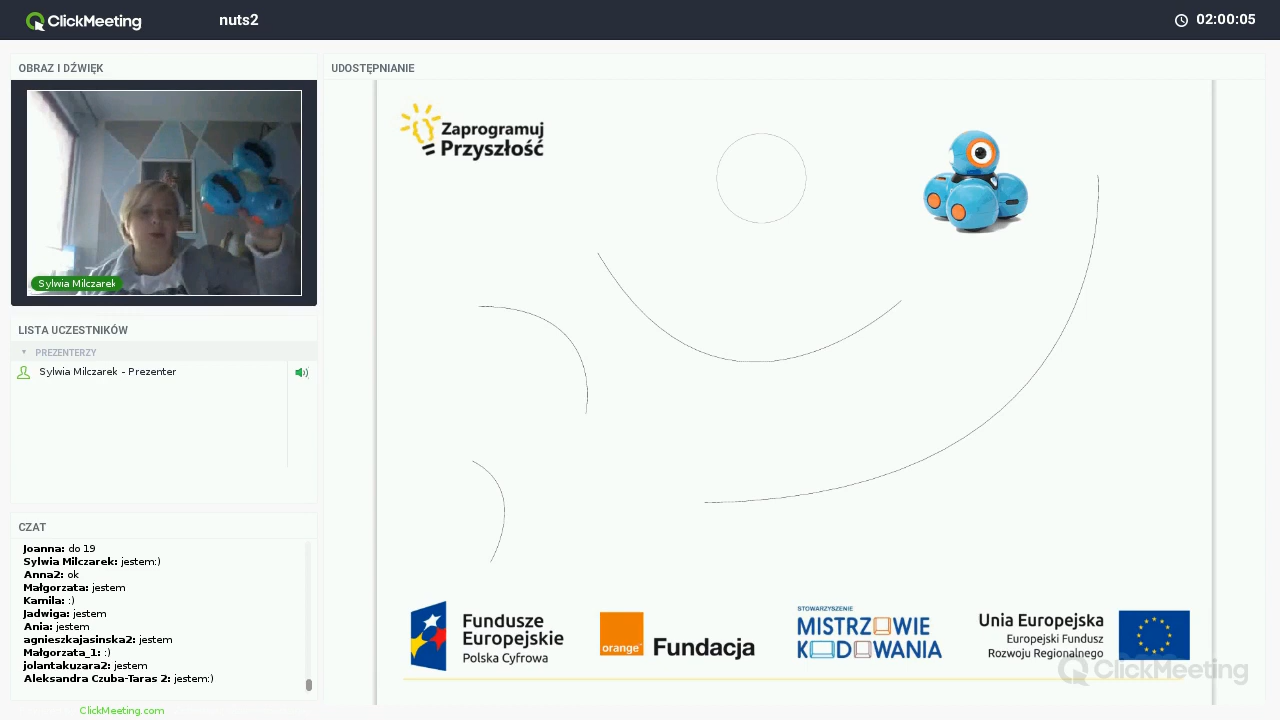 ClickMeeting
nuts2
02:00:05
OBRAZ I DŹWIĘK
Sylwia Milczarek
LISTA UCZESTNIKÓW
PREZENTERZY
Sylwia Milczarek - Prezenter
CZAT
Joanna: do 19
Sylwia Milczarek: jestem:)
Anna2: ok
Małgorzata: jestem
Kamila: :)
Jadwiga: jestem
Ania: jestem
agnieszkajasinska2: jestem
Małgorzata_1: :)
jolantakuzara2: jestem
Aleksandra Czuba-Taras 2: jestem:)
ClickMeeting.com
UDOSTĘPNIANIE
Zaprogramuj
Przyszłość
Fundusze
Europejskie
Polska Cyfrowa
orange™
Fundacja
STOWARZYSZENIE
MISTRZOWIE
KODOWANIA
Unia Europejska
Europejski Fundusz
Rozwoju Regionalnego
ClickMeeting